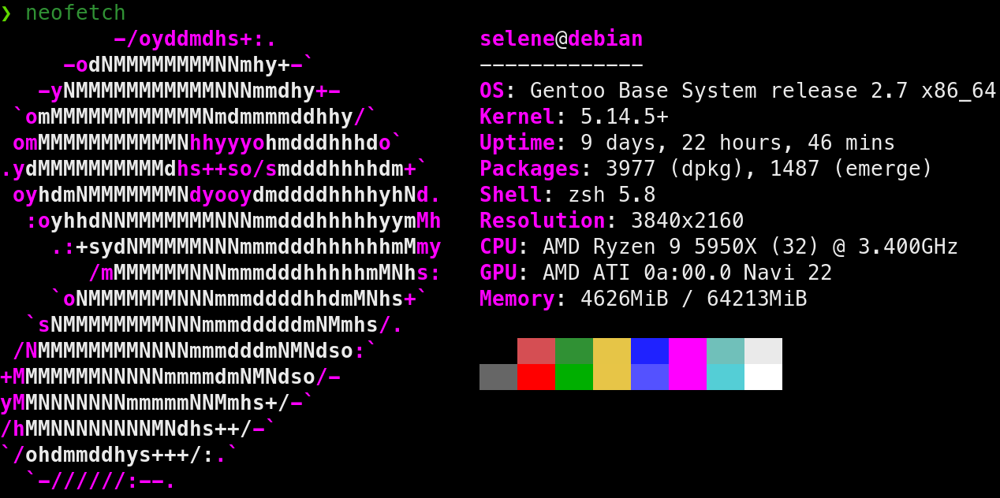 ❯ neofetch
         -/oyddmdhs+:.                selene@debian
     -odNMMMMMMMMNNmhy+-`             -------------
   -yNMMMMMMMMMMMNNNmmdhy+-           OS: Gentoo Base System release 2.7 x86_64
 `omMMMMMMMMMMMMNmdmmmmddhhy/`        Kernel: 5.14.5+
 omMMMMMMMMMMMNhhyyyohmdddhhhdo`      Uptime: 9 days, 22 hours, 46 mins
.ydMMMMMMMMMMdhs++so/smdddhhhhdm+`    Packages: 3977 (dpkg), 1487 (emerge)
 oyhdmNMMMMMMMNdyooydmddddhhhhyhNd.   Shell: zsh 5.8
  :oyhhdNNMMMMMMMNNNmmdddhhhhhyymMh   Resolution: 3840x2160
    .:+sydNMMMMMNNNmmmdddhhhhhhmMmy   CPU: AMD Ryzen 9 5950X (32) @ 3.400GHz
       /mMMMMMMNNNmmmdddhhhhhmMNhs:   GPU: AMD ATI 0a:00.0 Navi 22
    `oNMMMMMMMNNNmmmddddhhdmMNhs+`    Memory: 4626MiB / 64213MiB
  `sNMMMMMMMMNNNmmmdddddmNMmhs/.
 /NMMMMMMMMNNNNmmmdddmNMNdso:`
+MMMMMMMNNNNNmmmmdmNMNdso/-
yMMNNNNNNNmmmmmNNMmhs+/-`
/hMMNNNNNNNNMNdhs++/-`
`/ohdmmddhys+++/:.`
  `-//////:--.